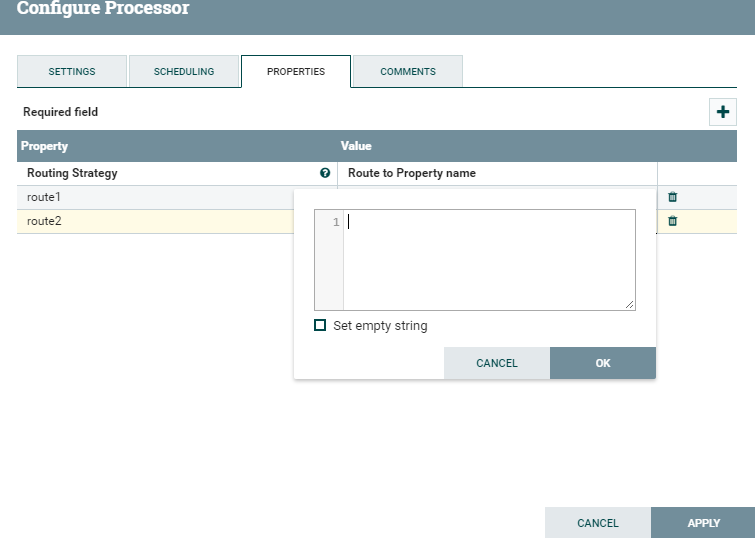 Configure Processor
SETTINGS
SCHEDULING
PROPERTIES
COMMENTS
Required field
Property
Value
Routing Strategy
Route to Property name
route1
route2
1
Set empty string
CANCEL
OK
CANCEL
APPLY